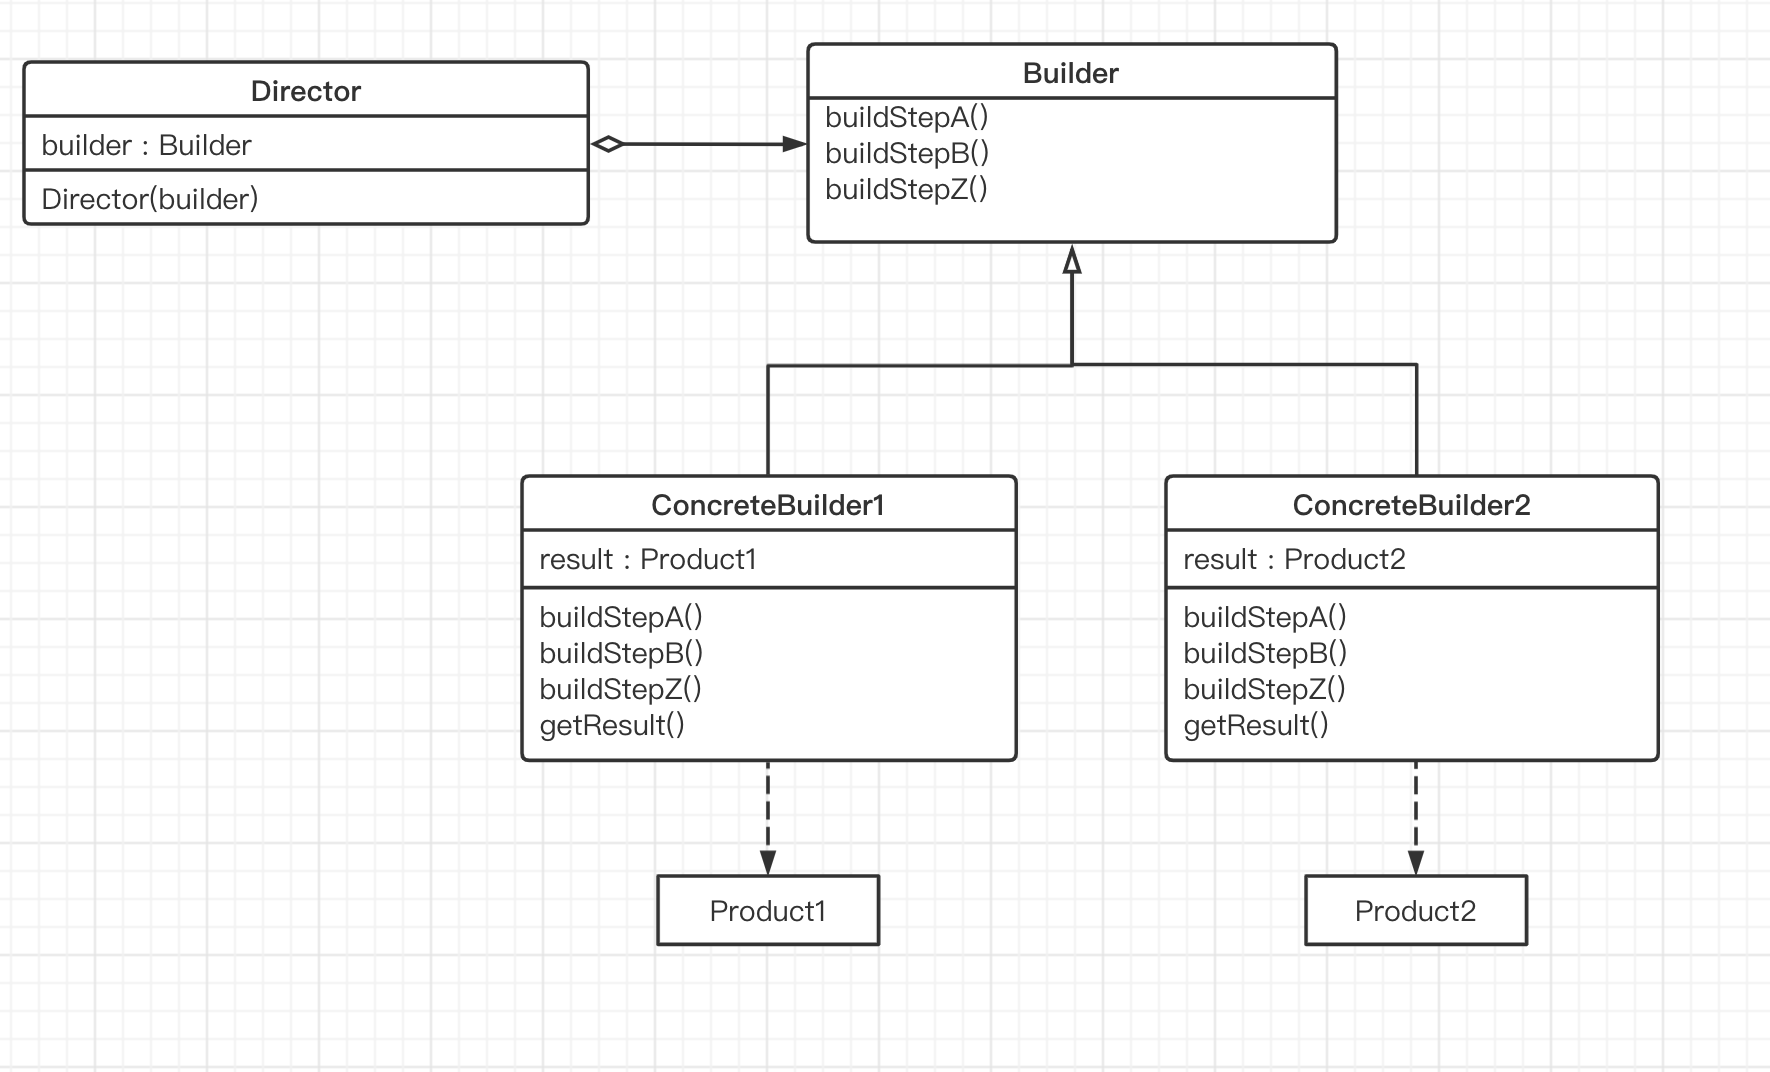 Director
builder : Builder
Director(builder)
Builder
buildStepA()
buildStepB()
buildStepZ()
ConcreteBuilder1
result : Product1
buildStepA()
buildStepB()
buildStepZ()
getResult()
ConcreteBuilder2
result : Product2
buildStepA()
buildStepB()
buildStepZ()
getResult()
Product1
Product2